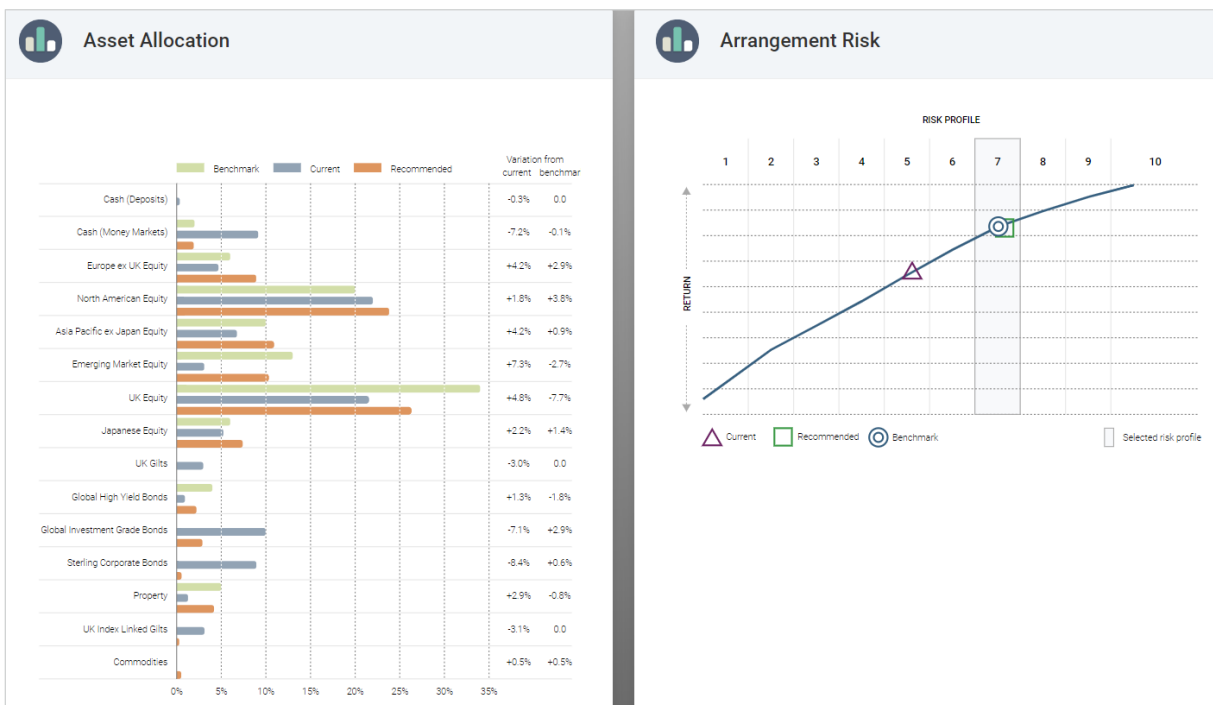 Asset Allocation
Benchmark Current Recommended
Variation from
current benchmar
Cash (Deposits) -0.3% 0.0
Cash (Money Markets) -7.2% -0.1%
Europe ex UK Equity +4.2% +2.9%
North American Equity +1.8% +3.8%
Asia Pacific ex Japan Equity +4.2% +0.9%
Emerging Market Equity +7.3% -2.7%
UK Equity +4.8% -7.7%
Japanese Equity +2.2% +1.4%
UK Gilts -3.0% 0.0
Global High Yield Bonds +1.3% -1.8%
Global Investment Grade Bonds -7.1% +2.9%
Sterling Corporate Bonds -8.4% +0.6%
Property +2.9% -0.8%
UK Index Linked Gilts -3.1% 0.0
Commodities +0.5% +0.5%
0% 5% 10% 15% 20% 25% 30% 35%
Arrangement Risk
RISK PROFILE
1 2 3 4 5 6 7 8 9 10
RETURN
Current Recommended Benchmark Selected risk profile